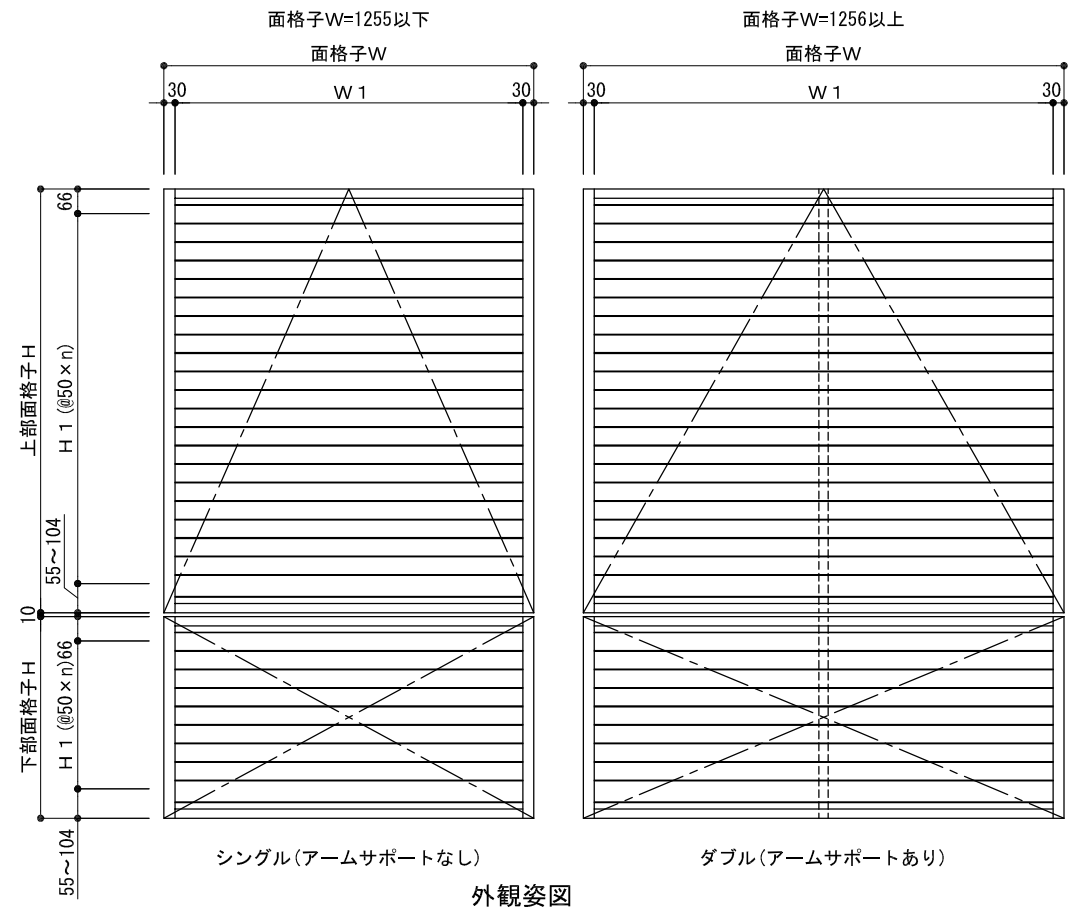 面格子W=1255以下
面格子W=1256以上
面格子W
面格子W
30
W1
30
30
W1
30
66
上部面格子H
H1(@50×n)
55～104
10
66
下部面格子H
H1(@50×n)
55～104
シングル(アームサポートなし)
ダブル(アームサポートあり)
外観姿図